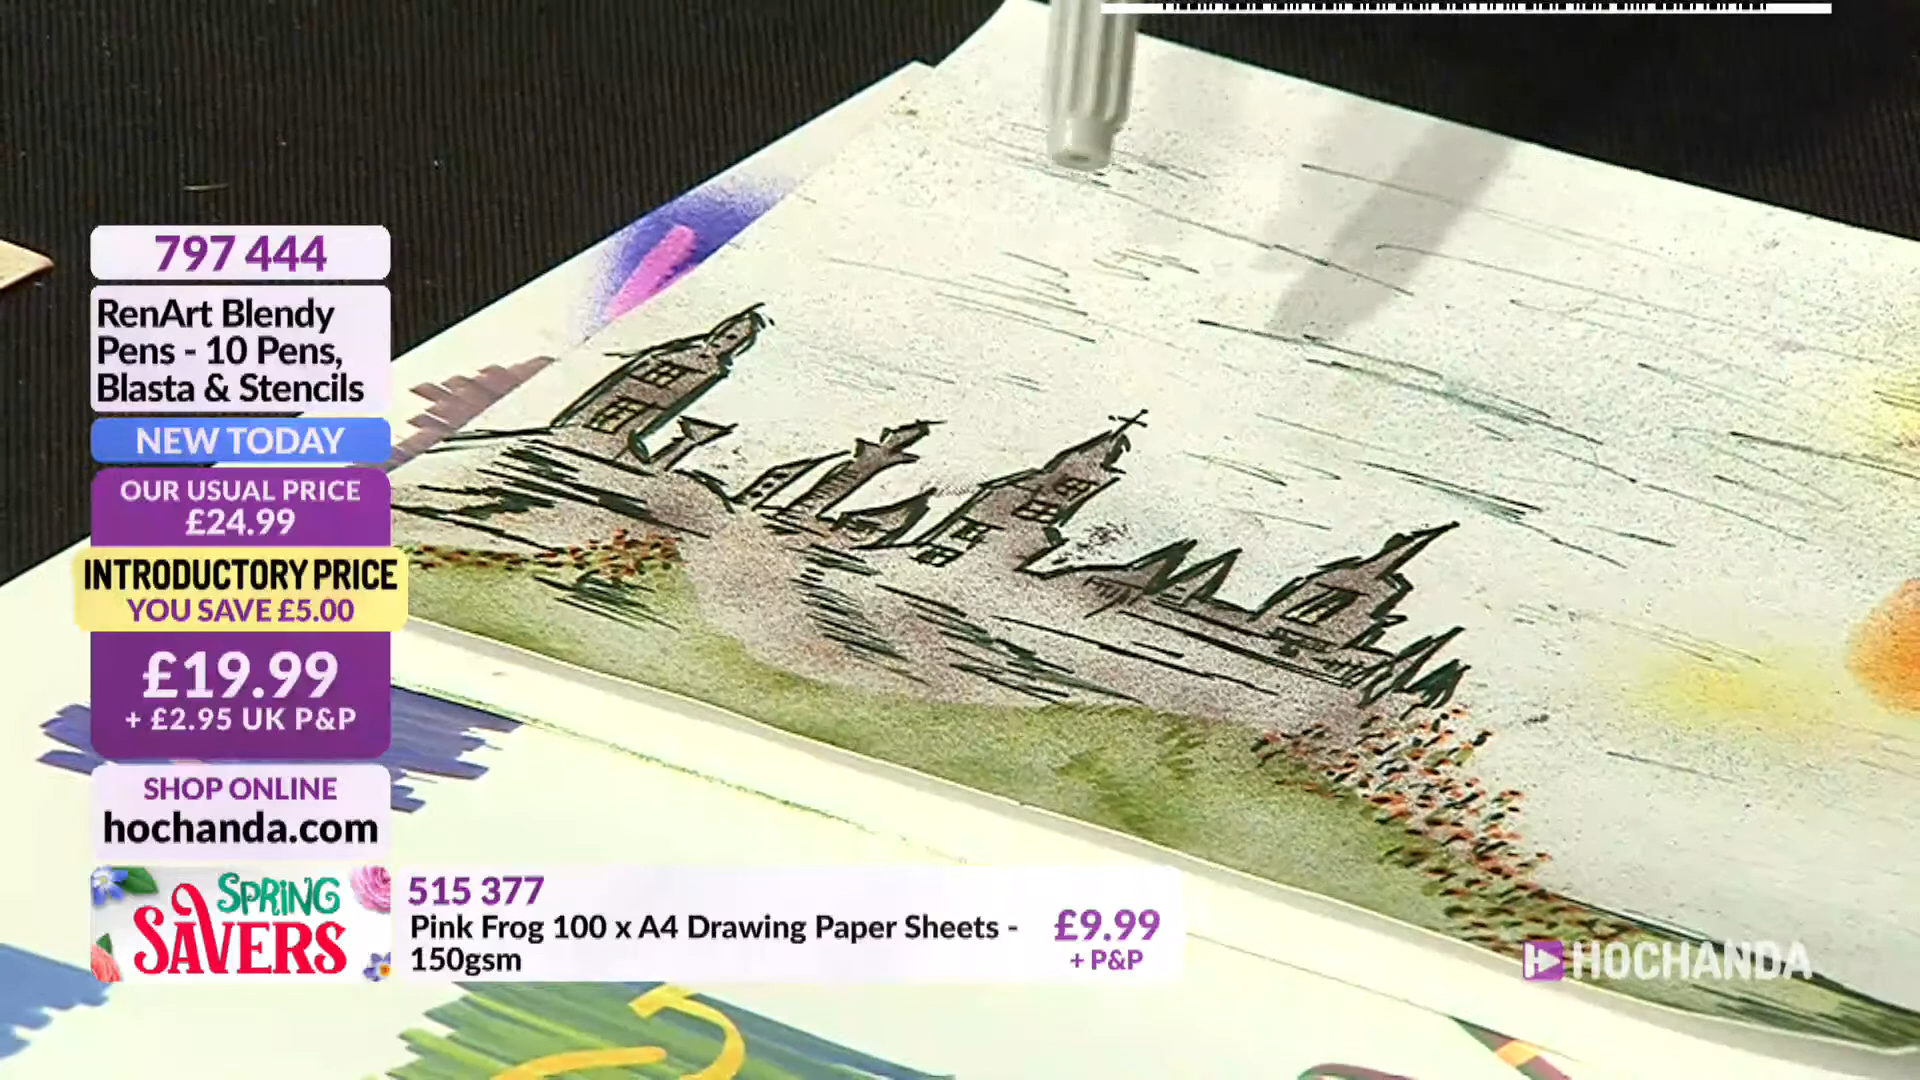 797 444
RenArt Blendy
Pens - 10 Pens,
Blasta & Stencils
NEW TODAY
OUR USUAL PRICE
£24.99
INTRODUCTORY PRICE
YOU SAVE £5.00
£19.99
+ £2.95 UK P&P
SHOP ONLINE
hochanda.com
SPRING
SAVERS
515 377
Pink Frog 100 x A4 Drawing Paper Sheets -
150gsm
£9.99
+ P&P
HOCHANDA